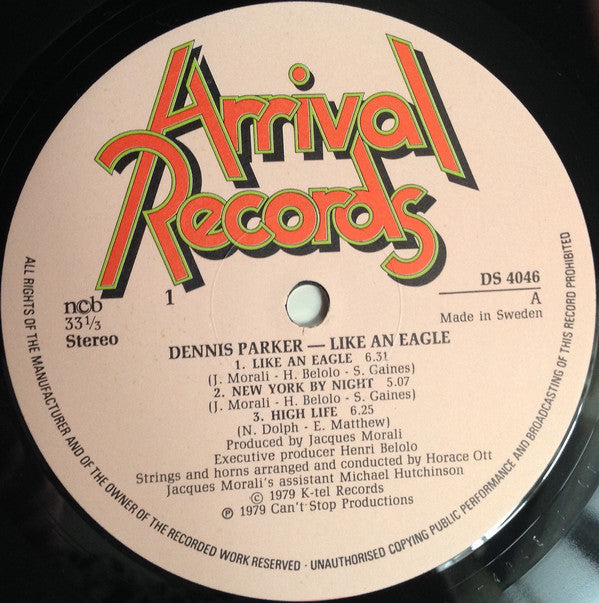 Arrival
Records
ncb
33 1/3
Stereo
1
DS 4046
A
Made in Sweden
DENNIS PARKER — LIKE AN EAGLE
1. LIKE AN EAGLE 6.31
(J. Morali - H. Belolo - S. Gaines)
2. NEW YORK BY NIGHT 5.07
(J. Morali - H. Belolo - S. Gaines)
3. HIGH LIFE 6.25
(N. Dolph - E. Matthew)
Produced by Jacques Morali
Executive producer Henri Belolo
Strings and horns arranged and conducted by Horace Ott
Jacques Morali's assistant Michael Hutchinson
© 1979 K-tel Records
℗ 1979 Can't Stop Productions
ALL RIGHTS OF THE MANUFACTURER AND OF THE OWNER OF THE RECORDED WORK RESERVED · UNAUTHORISED COPYING PUBLIC PERFORMANCE AND BROADCASTING OF THIS RECORD PROHIBITED